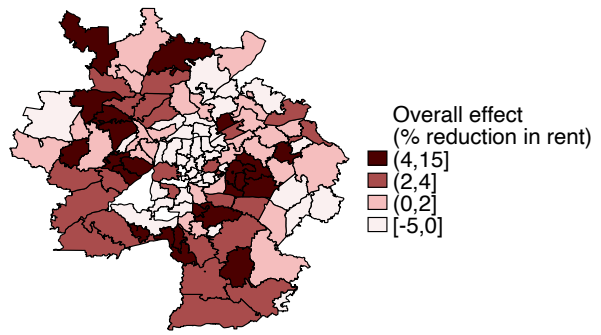 Overall effect
(% reduction in rent)
(4,15]
(2,4]
(0,2]
[-5,0]